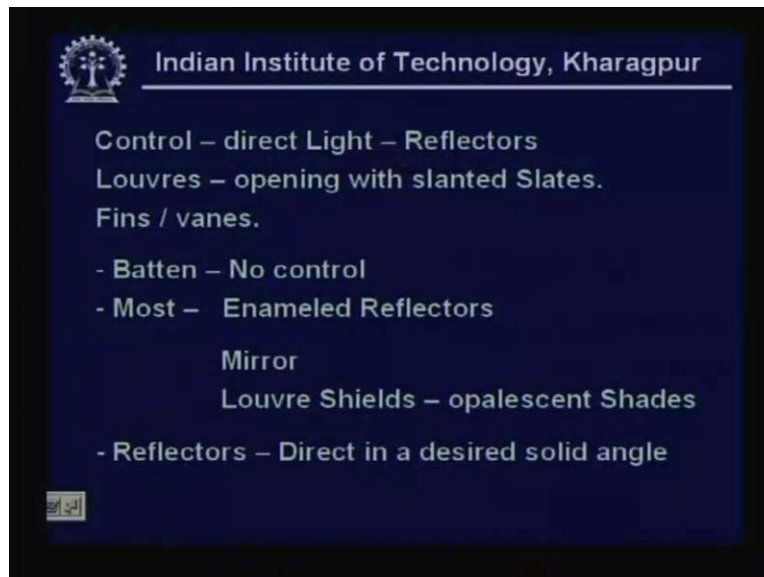 Indian Institute of Technology, Kharagpur
Control – direct Light – Reflectors
Louvres – opening with slanted Slates.
Fins / vanes.
- Batten – No control
- Most – Enameled Reflectors
Mirror
Louvre Shields – opalescent Shades
- Reflectors – Direct in a desired solid angle